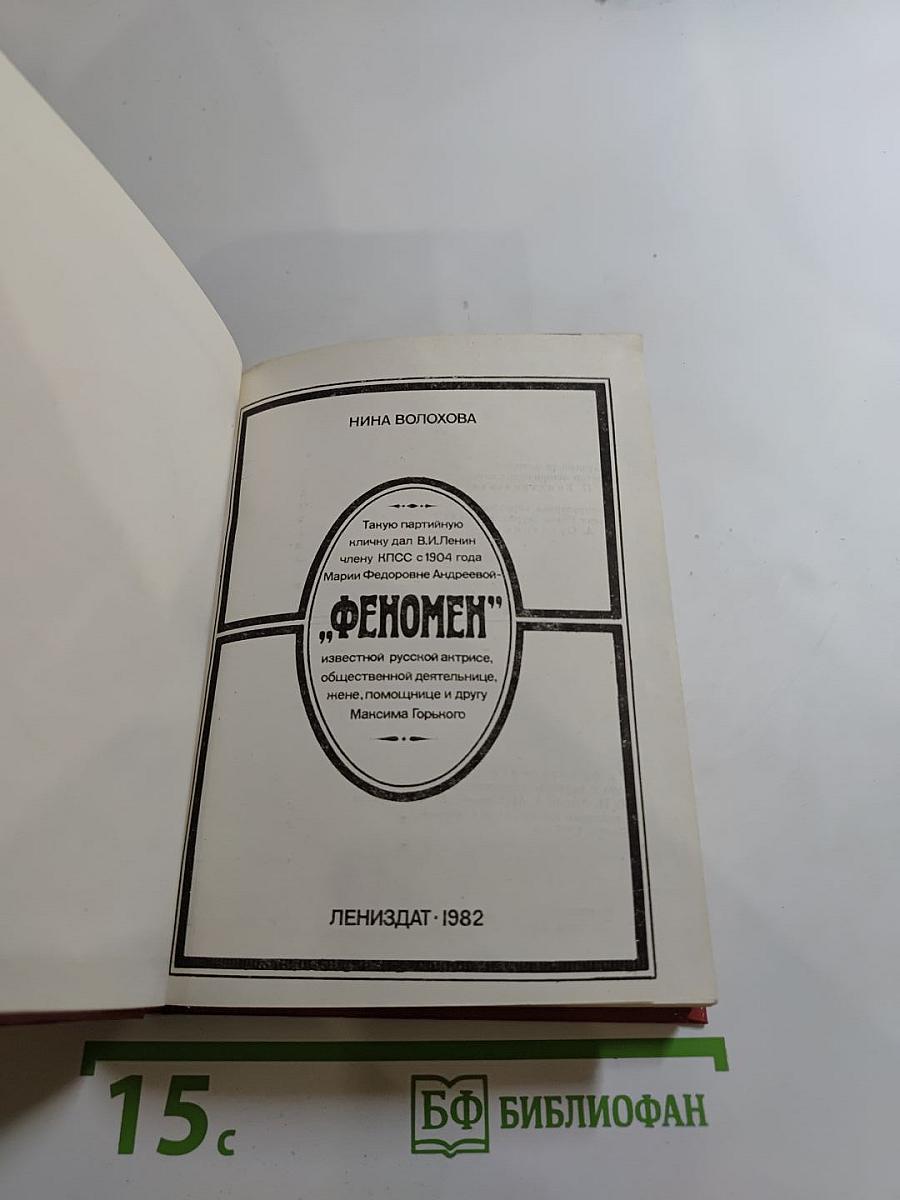 НИНА ВОЛОХОВА
Такую партийную
кличку дал В.И.Ленин
члену КПСС с 1904 года
Марии Федоровне Андреевой-
„ФЕНОМЕН”
известной русской актрисе,
общественной деятельнице,
жене, помощнице и другу
Максима Горького
ЛЕНИЗДАТ · 1982
15 с
БФ БИБЛИОФАН